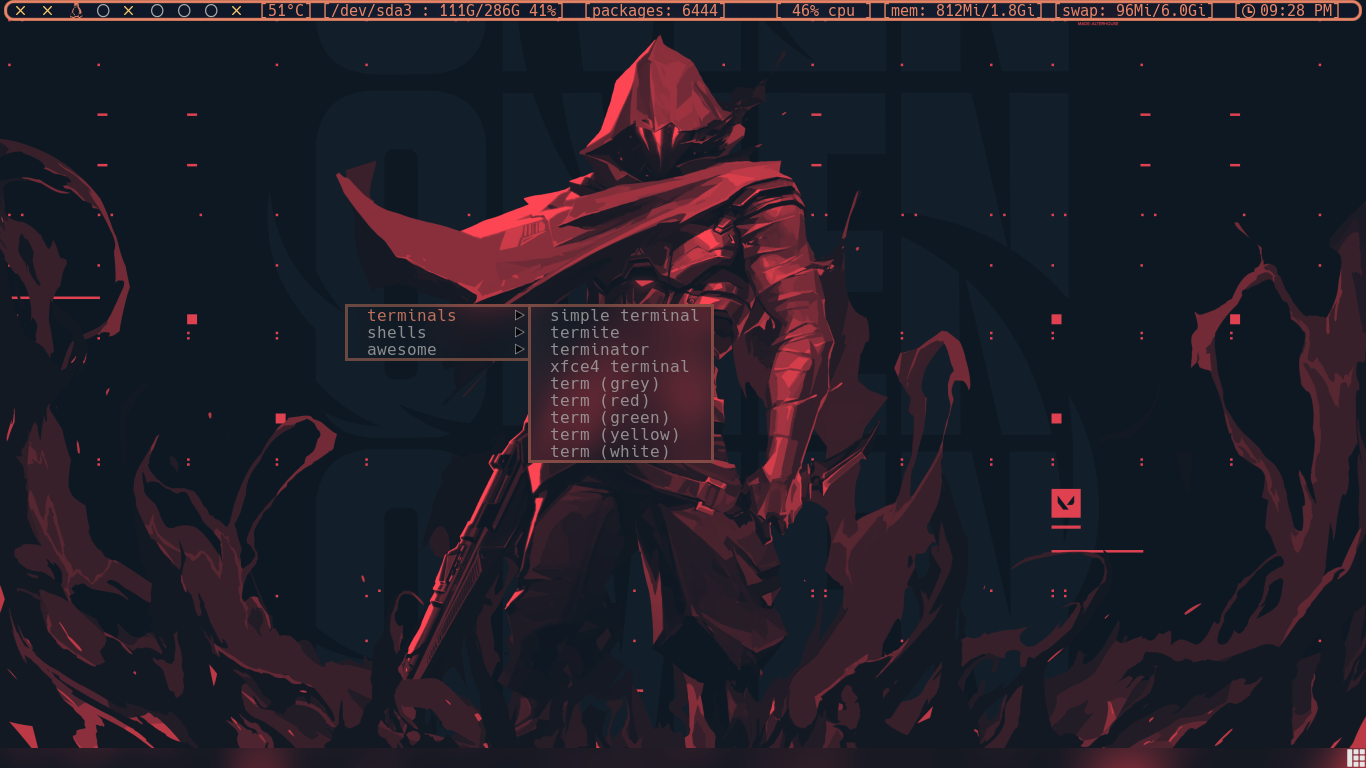 [51°C] [/dev/sda3 : 111G/286G 41%] [packages: 6444] [ 46% cpu ] [mem: 812Mi/1.8Gi] [swap: 96Mi/6.0Gi] [ 09:28 PM]
terminals
shells
awesome
simple terminal
termite
terminator
xfce4 terminal
term (grey)
term (red)
term (green)
term (yellow)
term (white)